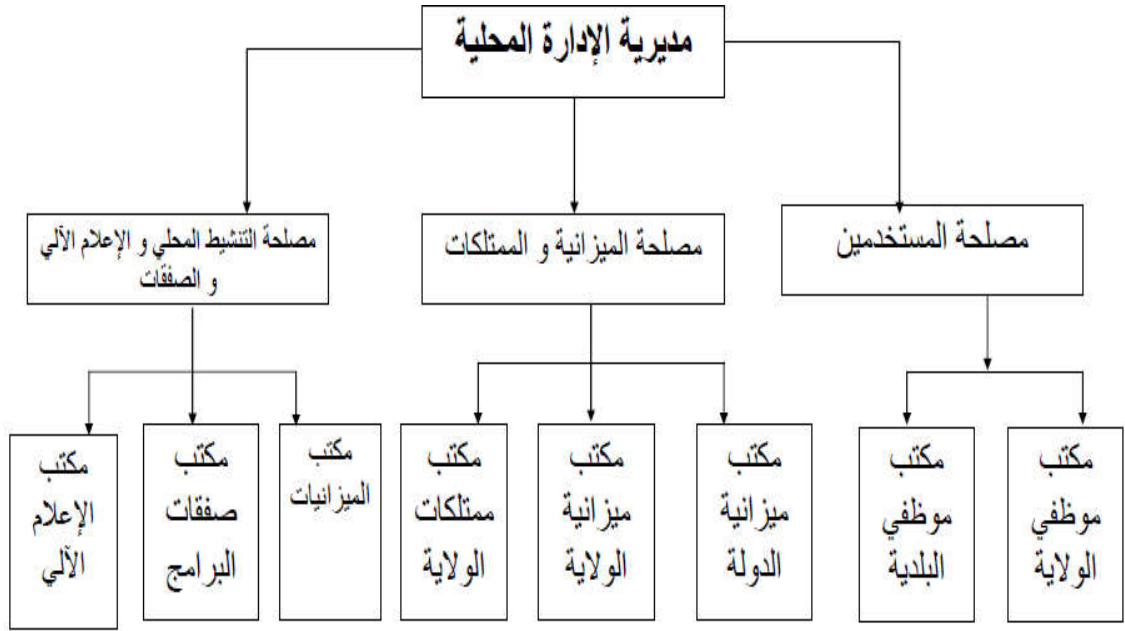 مديرية الإدارة المحلية
مصلحة المستخدمين
مصلحة الميزانية و الممتلكات
مصلحة التنشيط المحلي و الإعلام الآلي
و الصفقات
مكتب
موظفي
الولاية
مكتب
موظفي
البلدية
مكتب
ميزانية
الدولة
مكتب
ميزانية
الولاية
مكتب
ممتلكات
الولاية
مكتب
الميزانيات
مكتب
صفقات
البرامج
مكتب
الإعلام
الآلي